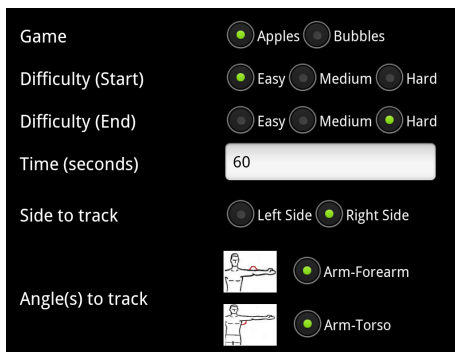 Game Apples Bubbles
Difficulty (Start) Easy Medium Hard
Difficulty (End) Easy Medium Hard
Time (seconds) 60
Side to track Left Side Right Side
Arm-Forearm
Angle(s) to track
Arm-Torso